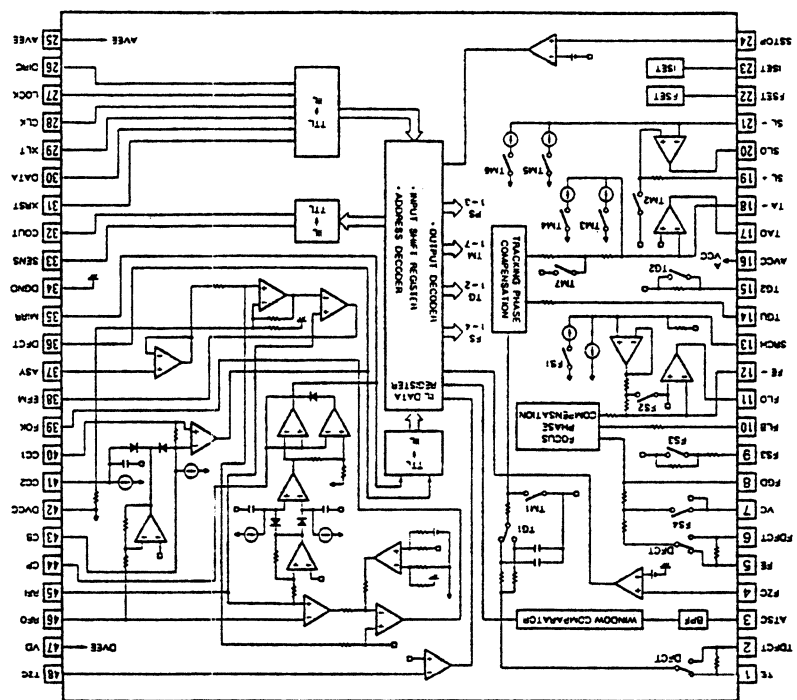 TE 1
TDFCT 2
ATSC 3
FZC 4
FE 5
FDFCT 6
VC 7
FGD 8
FS3 9
FLB 10
FLO 11
FE - 12
SRCH 13
TGU 14
TG2 15
AVCC 16
TAO 17
TA - 18
SL + 19
SLO 20
SL - 21
FSET 22
ISET 23
SSTOP 24
DFCT
BPF
WINDOW COMPARATOR
DFCT
FS4
FS3
FOCUS
PHASE
COMPENSATION
FS2
FS1
TG1
TM1
TG2
AVCC
TM7
TRACKING PHASE
COMPENSATION
TM2
TM3
TM4
TM5
TM6
FSET
ISET
TTL
IIL
IIL DATA
REGISTER
• INPUT SHIFT REGISTER
• ADDRESS DECODER
• OUTPUT DECODER
FS
1-4
TG
1-2
TM
1-7
PS
1-3
IIL
TTL
TTL
IIL
DVEE
AVEE
48 TZC
47 VD
46 RFO
45 RFI
44 CP
43 CB
42 DVCC
41 CC2
40 CC1
39 FOK
38 EFM
37 ASY
36 DFCT
35 MIRR
34 DGND
33 SENS
32 COUT
31 XRST
30 DATA
29 XLT
28 CLK
27 LOCK
26 DIRC
25 AVEE